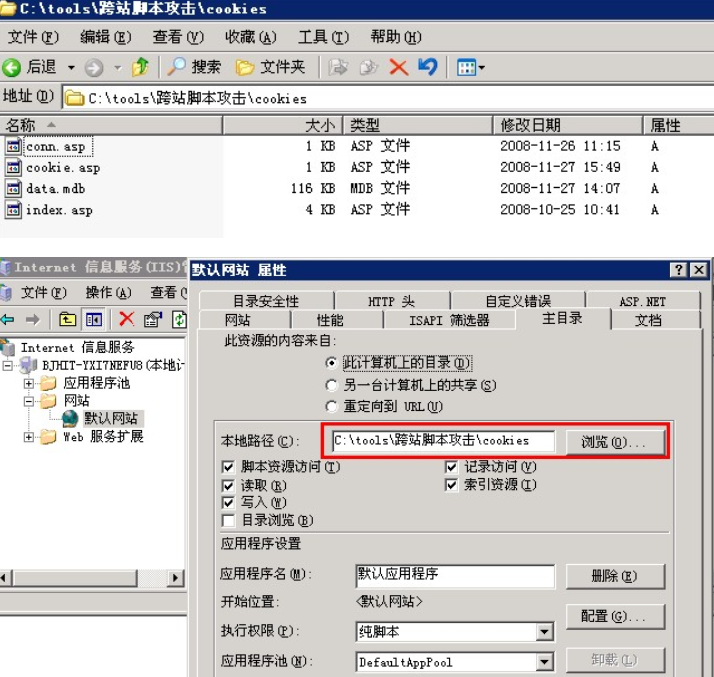 C:\tools\跨站脚本攻击\cookies
文件(F) 编辑(E) 查看(V) 收藏(A) 工具(T) 帮助(H)
后退 搜索 文件夹
地址(D) C:\tools\跨站脚本攻击\cookies
名称 大小 类型 修改日期 属性
conn.asp 1 KB ASP 文件 2008-11-26 11:15 A
cookie.asp 1 KB ASP 文件 2008-11-27 15:49 A
data.mdb 116 KB MDB 文件 2008-11-27 14:07 A
index.asp 4 KB ASP 文件 2008-10-25 10:41 A
Internet 信息服务(IIS)
文件(F) 操作(A) 查看
Internet 信息服务
BJHIT-YXI7NEFU8(本地计
应用程序池
网站
默认网站
Web 服务扩展
默认网站 属性
目录安全性 HTTP 头 自定义错误 ASP.NET
网站 性能 ISAPI 筛选器 主目录 文档
此资源的内容来自:
此计算机上的目录(D)
另一台计算机上的共享(S)
重定向到 URL(U)
本地路径(C): C:\tools\跨站脚本攻击\cookies 浏览(O)...
脚本资源访问(T) 记录访问(V)
读取(R) 索引资源(I)
写入(W)
目录浏览(B)
应用程序设置
应用程序名(M): 默认应用程序 删除(E)
开始位置: <默认网站>
配置(G)...
执行权限(P): 纯脚本
应用程序池(N): DefaultAppPool 卸载(L)